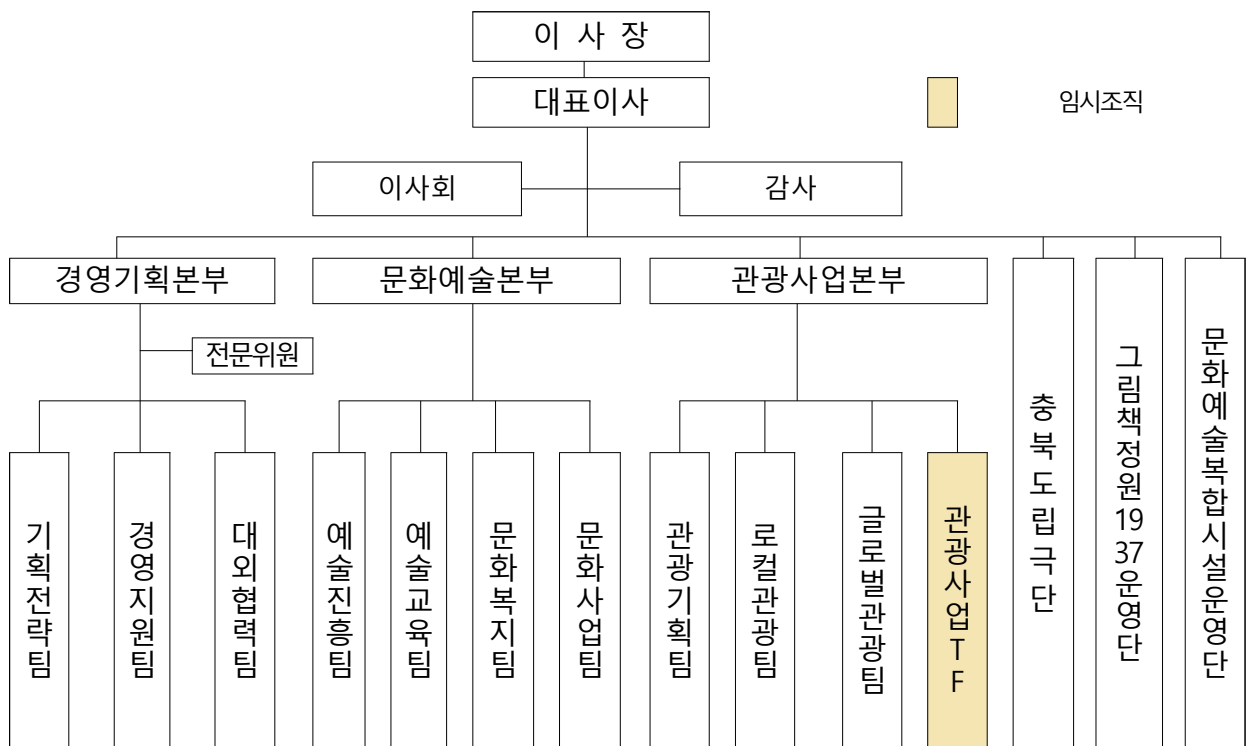 이 사 장
대표이사
임시조직
이사회
감사
경영기획본부
문화예술본부
관광사업본부
전문위원
기획전략팀
경영지원팀
대외협력팀
예술진흥팀
예술교육팀
문화복지팀
문화사업팀
관광기획팀
로컬관광팀
글로벌관광팀
관광사업TF
충북도립극단
그림책정원1937운영단
문화예술복합시설운영단